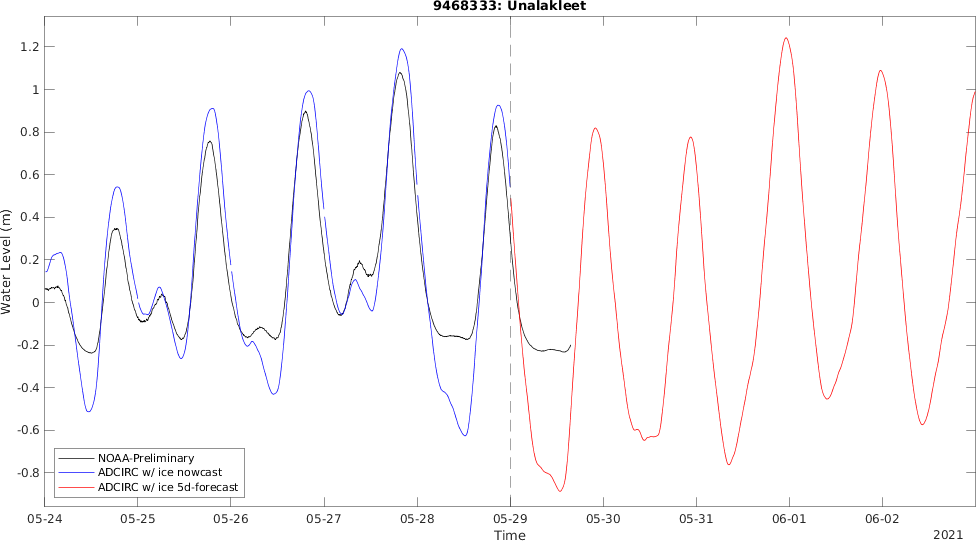 9468333: Unalakleet
Water Level (m)
1.2
1
0.8
0.6
0.4
0.2
0
-0.2
-0.4
-0.6
-0.8
NOAA-Preliminary
ADCIRC w/ ice nowcast
ADCIRC w/ ice 5d-forecast
05-24 05-25 05-26 05-27 05-28 05-29 05-30 05-31 06-01 06-02
Time
2021